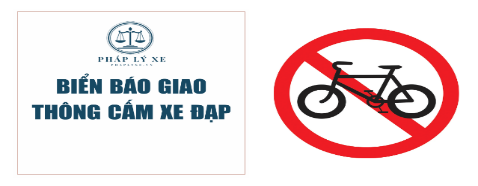 PHÁP LÝ XE
BIỂN BÁO GIAO
THÔNG CẤM XE ĐẠP